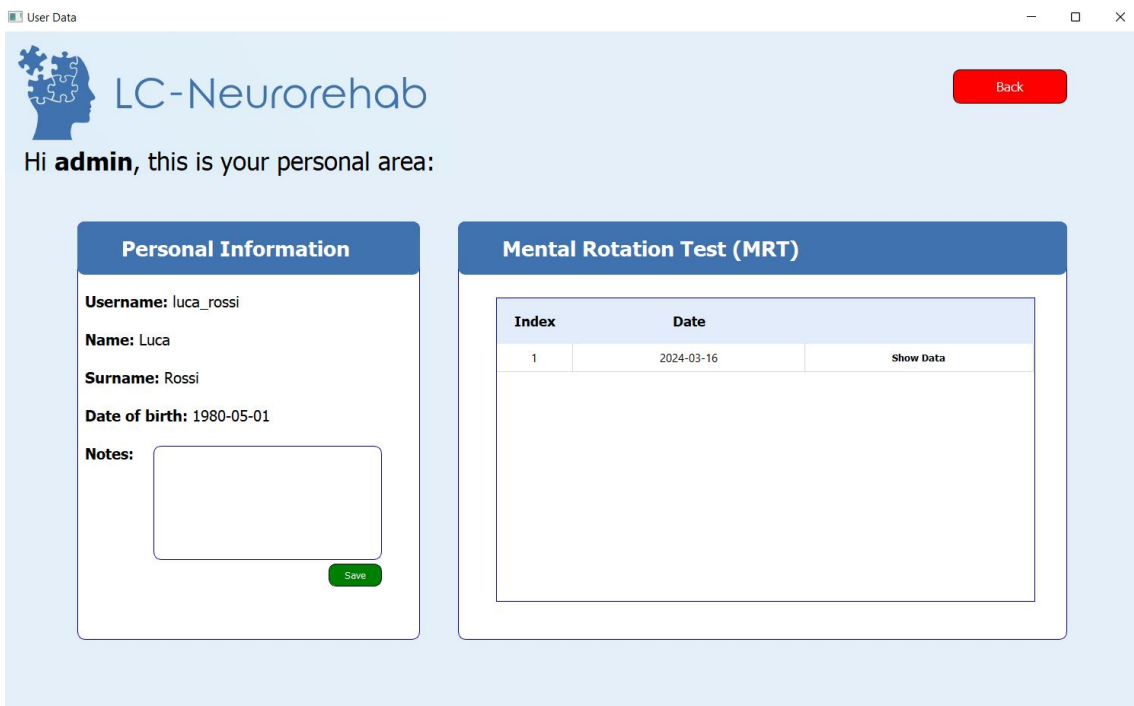 User Data
LC-Neurorehab
Back
Hi admin, this is your personal area:
Personal Information
Username: luca_rossi
Name: Luca
Surname: Rossi
Date of birth: 1980-05-01
Notes:
Save
Mental Rotation Test (MRT)
Index Date
1 2024-03-16 Show Data